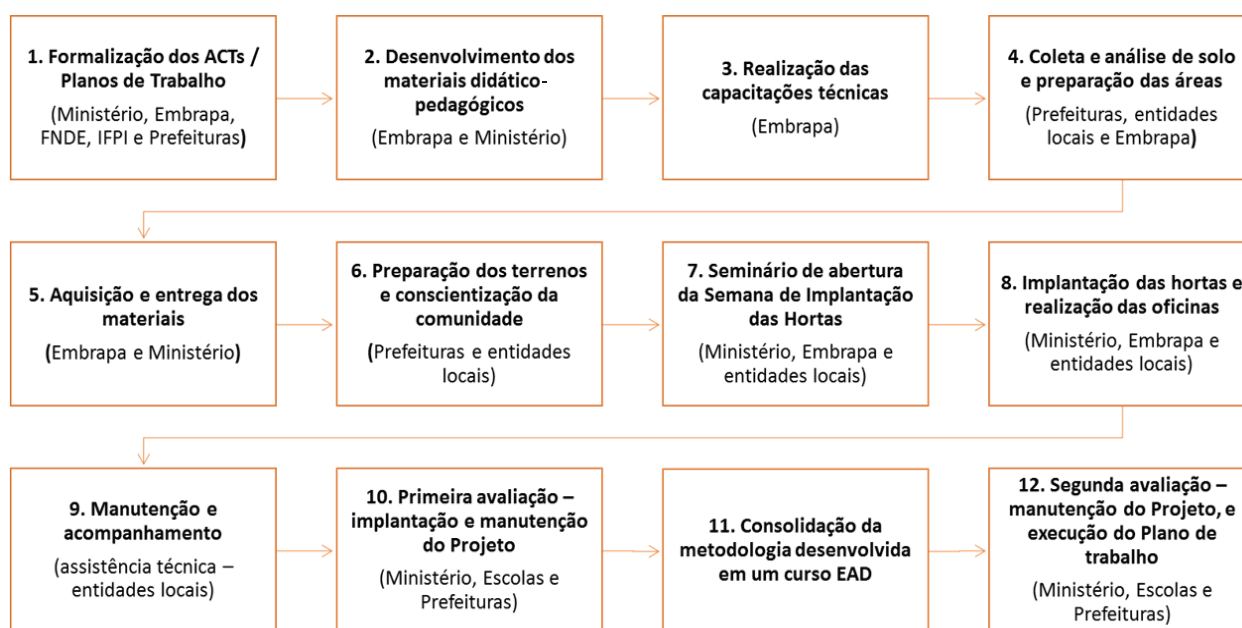 1. Formalização dos ACTs /
Planos de Trabalho
(Ministério, Embrapa,
FNDE, IFPI e Prefeituras)
2. Desenvolvimento dos
materiais didático-
pedagógicos
(Embrapa e Ministério)
3. Realização das
capacitações técnicas
(Embrapa)
4. Coleta e análise de solo
e preparação das áreas
(Prefeituras, entidades
locais e Embrapa)
5. Aquisição e entrega dos
materiais
(Embrapa e Ministério)
6. Preparação dos terrenos
e conscientização da
comunidade
(Prefeituras e entidades
locais)
7. Seminário de abertura
da Semana de Implantação
das Hortas
(Ministério, Embrapa e
entidades locais)
8. Implantação das hortas e
realização das oficinas
(Ministério, Embrapa e
entidades locais)
9. Manutenção e
acompanhamento
(assistência técnica –
entidades locais)
10. Primeira avaliação –
implantação e manutenção
do Projeto
(Ministério, Escolas e
Prefeituras)
11. Consolidação da
metodologia desenvolvida
em um curso EAD
12. Segunda avaliação –
manutenção do Projeto, e
execução do Plano de
trabalho
(Ministério, Escolas e
Prefeituras)